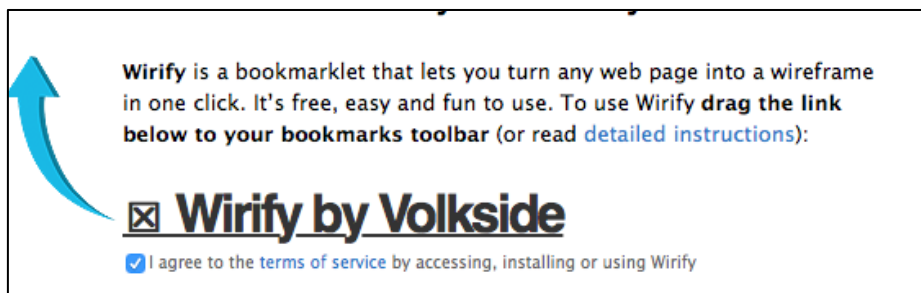 Wirify is a bookmarklet that lets you turn any web page into a wireframe
in one click. It's free, easy and fun to use. To use Wirify drag the link
below to your bookmarks toolbar (or read detailed instructions):
☒ Wirify by Volkside
I agree to the terms of service by accessing, installing or using Wirify